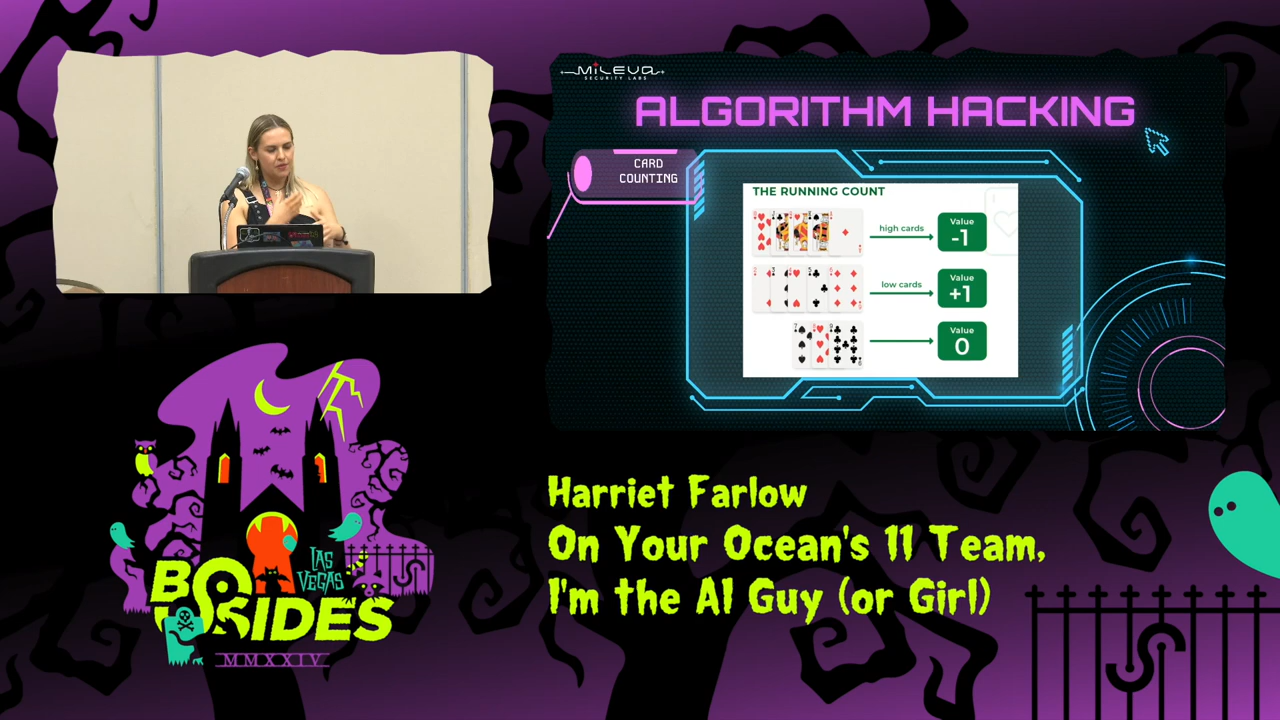 MiLEVA
SECURITY LABS
ALGORITHM HACKING
CARD
COUNTING
THE RUNNING COUNT
high cards
Value
-1
low cards
Value
+1
Value
0
Harriet Farlow
On Your Ocean's 11 Team,
I'm the AI Guy (or Girl)
LAS
VEGAS
BSIDES
MMXXIV